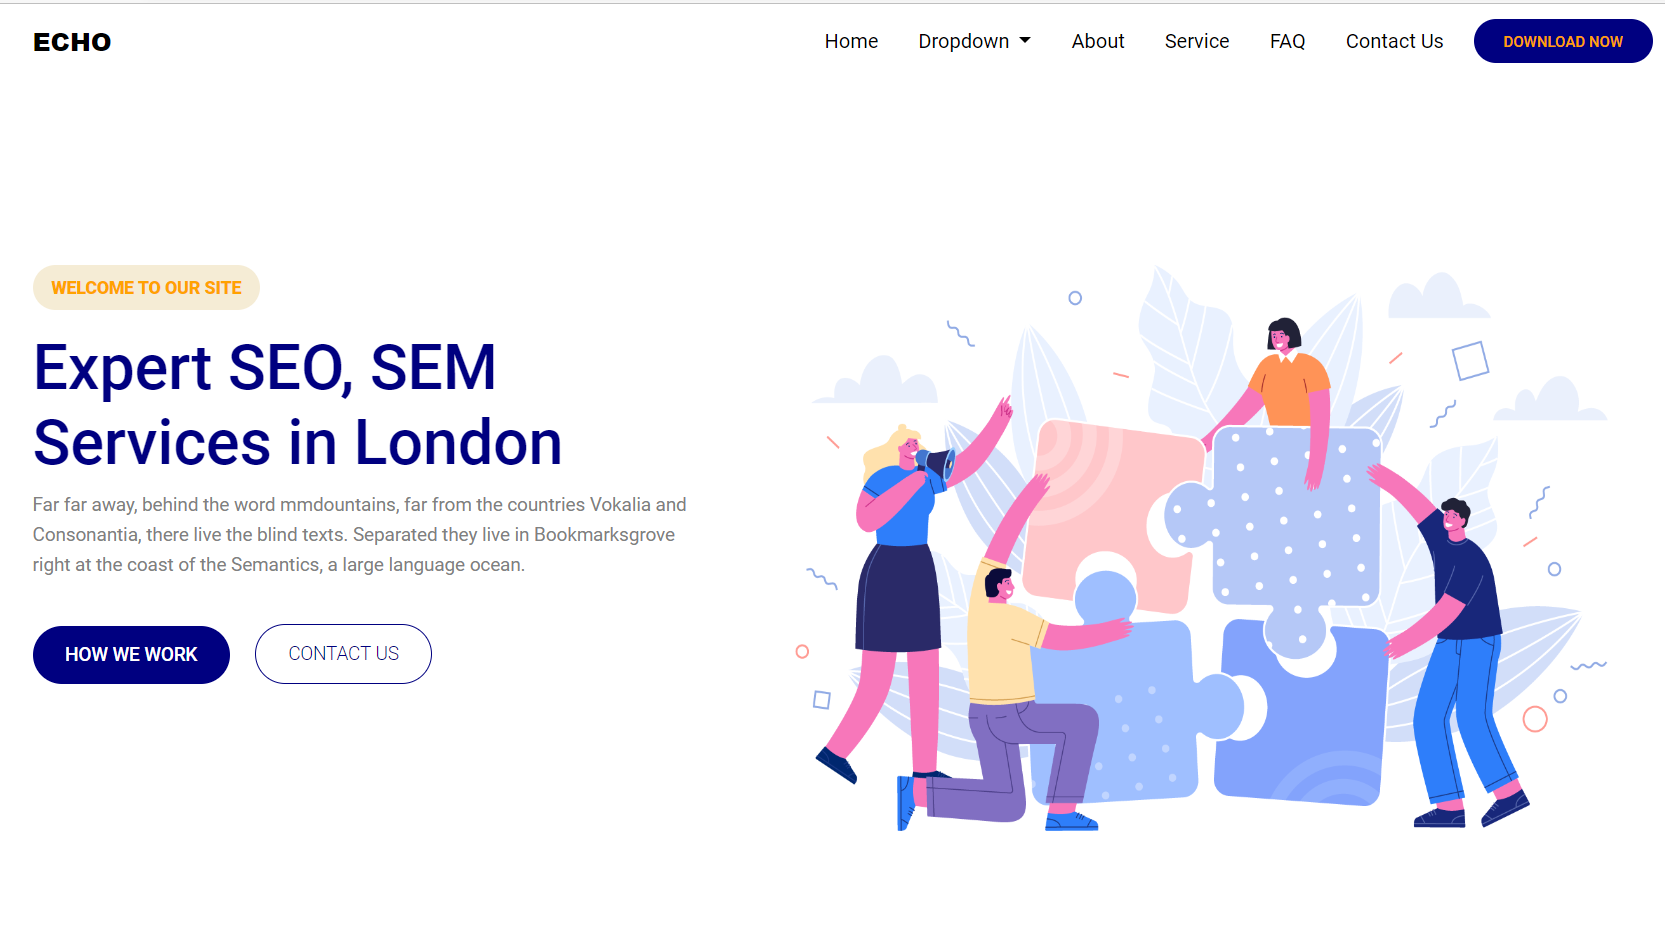 ECHO
Home Dropdown About Service FAQ Contact Us DOWNLOAD NOW
WELCOME TO OUR SITE
Expert SEO, SEM
Services in London
Far far away, behind the word mmdountains, far from the countries Vokalia and
Consonantia, there live the blind texts. Separated they live in Bookmarksgrove
right at the coast of the Semantics, a large language ocean.
HOW WE WORK CONTACT US